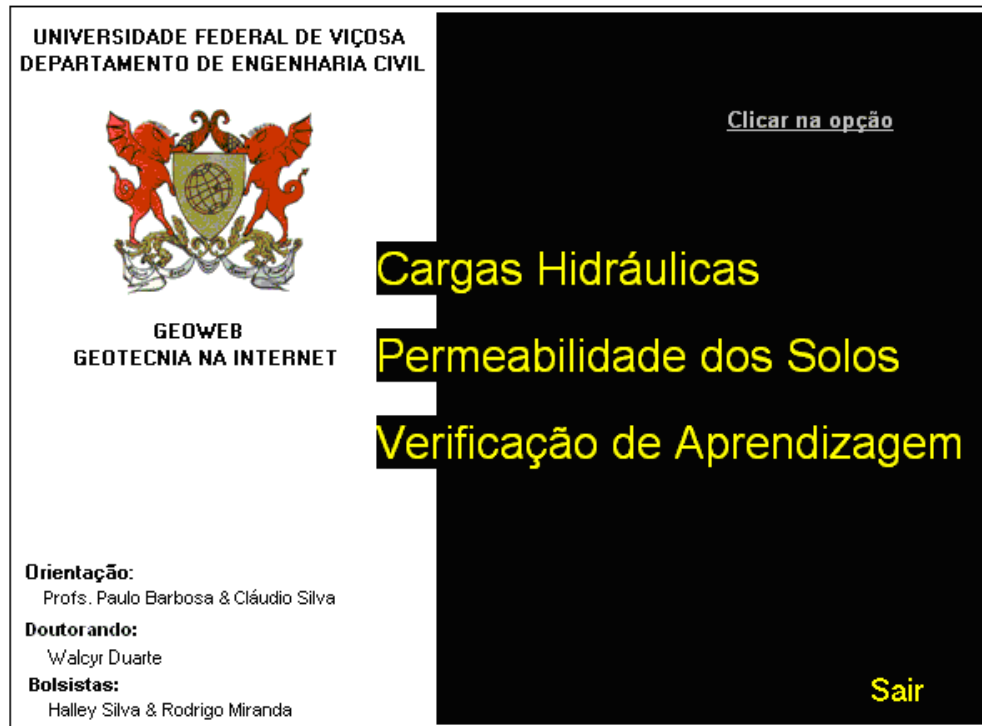 UNIVERSIDADE FEDERAL DE VIÇOSA
DEPARTAMENTO DE ENGENHARIA CIVIL
GEOWEB
GEOTECNIA NA INTERNET
Orientação:
Profs. Paulo Barbosa & Cláudio Silva
Doutorando:
Walcyr Duarte
Bolsistas:
Halley Silva & Rodrigo Miranda
Clicar na opção
Cargas Hidráulicas
Permeabilidade dos Solos
Verificação de Aprendizagem
Sair